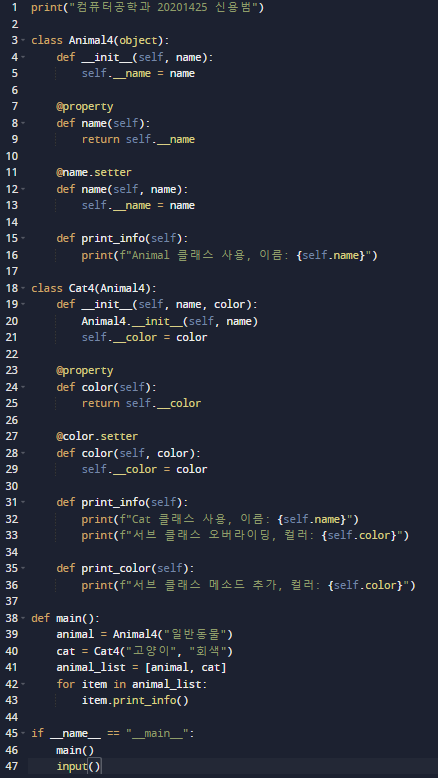 1 print("컴퓨터공학과 20201425 신용범")
2
3 class Animal4(object):
4     def __init__(self, name):
5         self.__name = name
6
7     @property
8     def name(self):
9         return self.__name
10
11     @name.setter
12     def name(self, name):
13         self.__name = name
14
15     def print_info(self):
16         print(f"Animal 클래스 사용, 이름: {self.name}")
17
18 class Cat4(Animal4):
19     def __init__(self, name, color):
20         Animal4.__init__(self, name)
21         self.__color = color
22
23     @property
24     def color(self):
25         return self.__color
26
27     @color.setter
28     def color(self, color):
29         self.__color = color
30
31     def print_info(self):
32         print(f"Cat 클래스 사용, 이름: {self.name}")
33         print(f"서브 클래스 오버라이딩, 컬러: {self.color}")
34
35     def print_color(self):
36         print(f"서브 클래스 메소드 추가, 컬러: {self.color}")
37
38 def main():
39     animal = Animal4("일반동물")
40     cat = Cat4("고양이", "회색")
41     animal_list = [animal, cat]
42     for item in animal_list:
43         item.print_info()
44
45 if __name__ == "__main__":
46     main()
47     input()